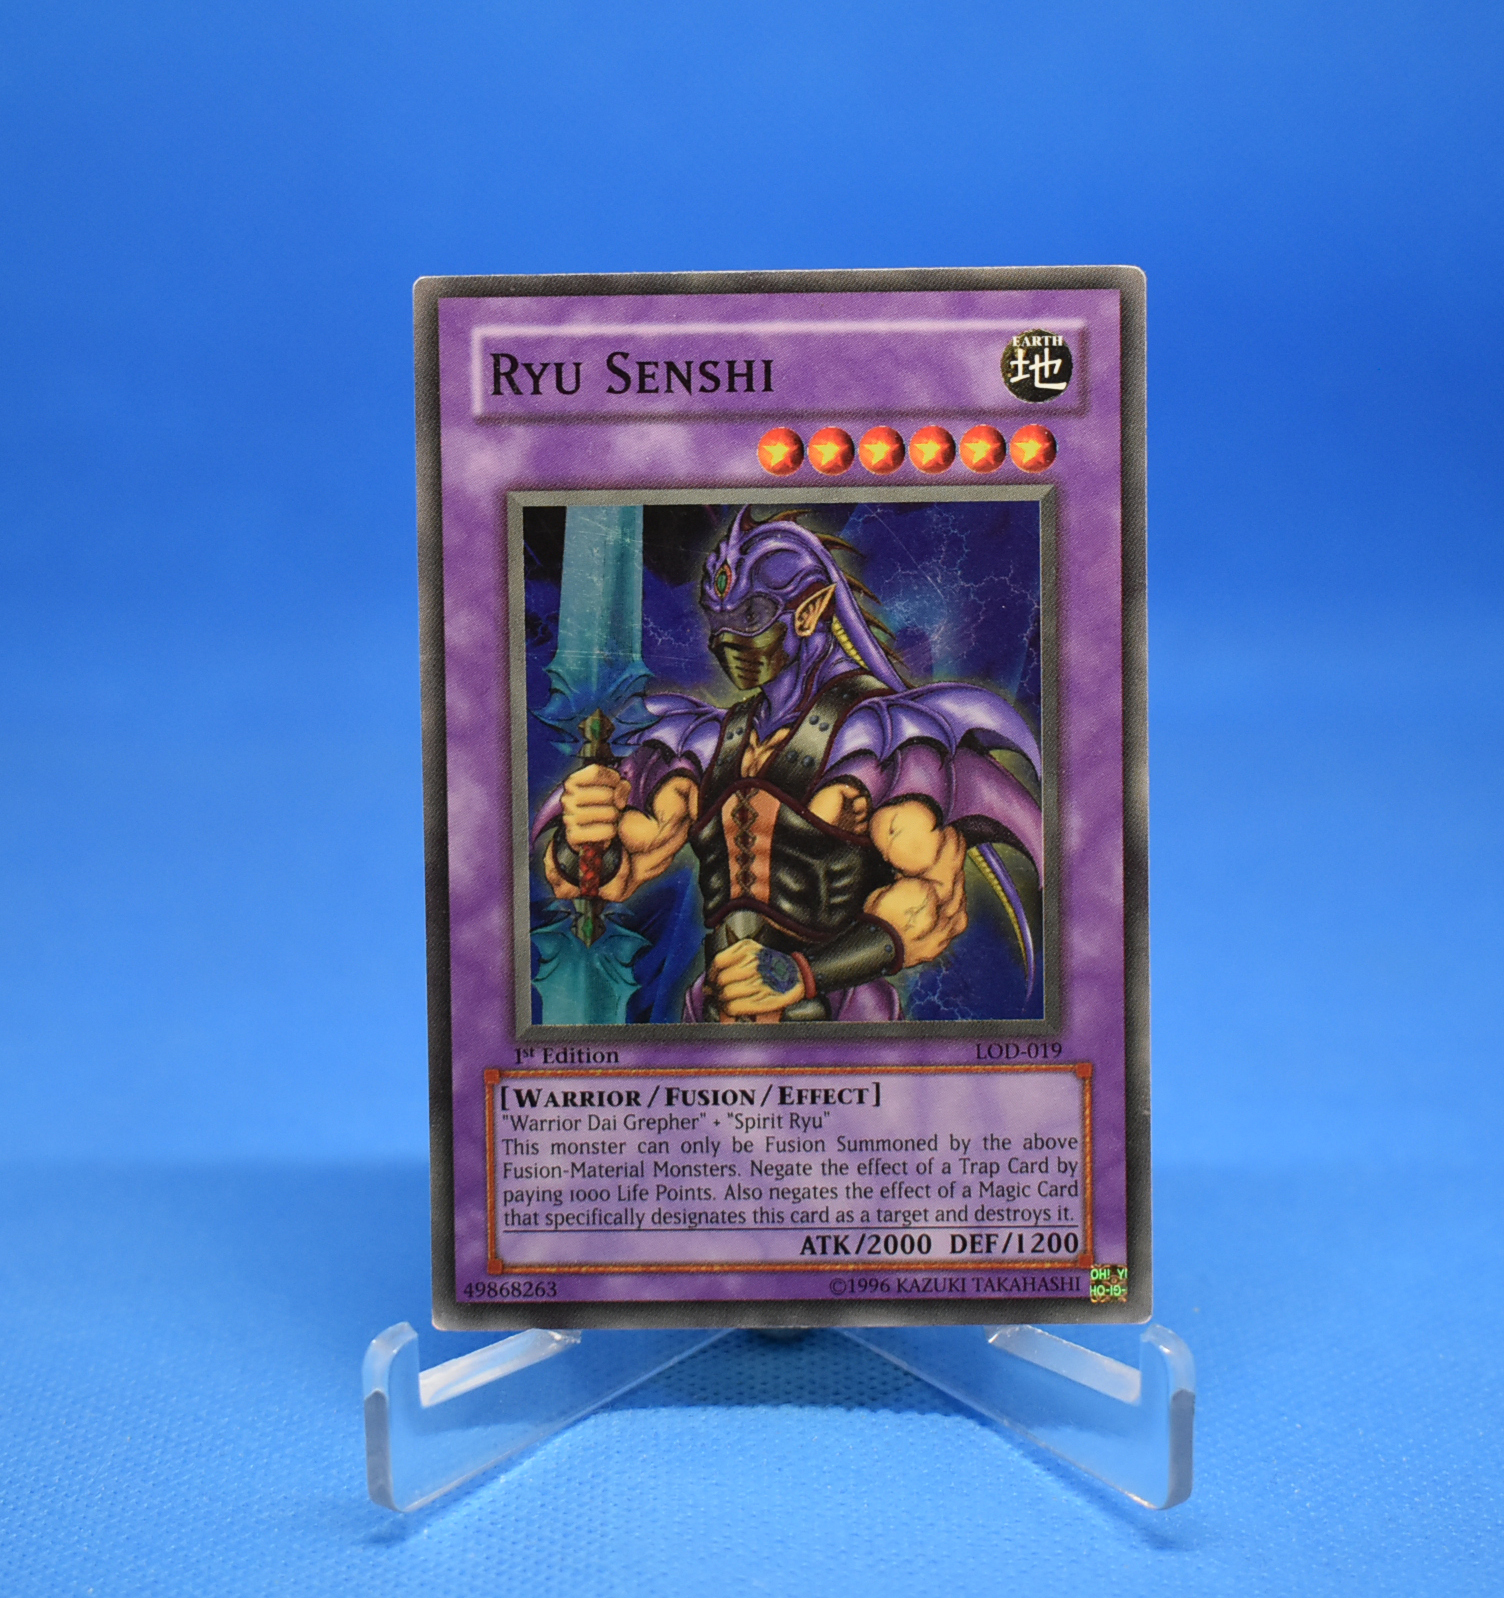 RYU SENSHI
EARTH
地
1st Edition
LOD-019
[WARRIOR/FUSION/EFFECT]
"Warrior Dai Grepher" + "Spirit Ryu"
This monster can only be Fusion Summoned by the above
Fusion-Material Monsters. Negate the effect of a Trap Card by
paying 1000 Life Points. Also negates the effect of a Magic Card
that specifically designates this card as a target and destroys it.
ATK/2000 DEF/1200
49868263
©1996 KAZUKI TAKAHASHI